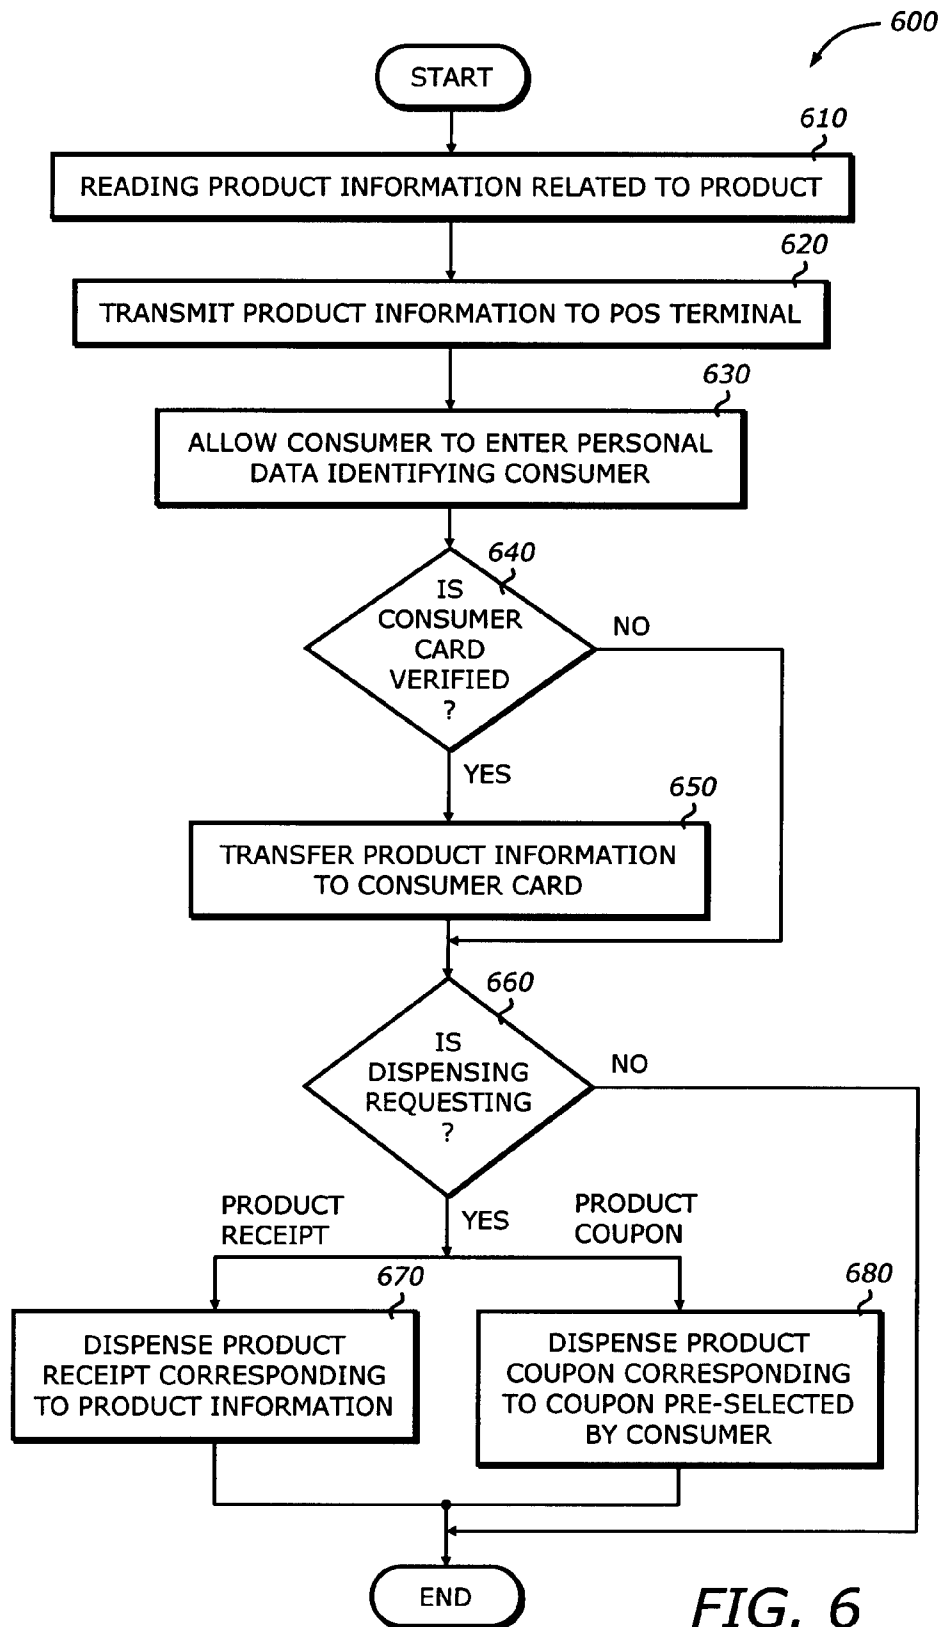 600
START
610
READING PRODUCT INFORMATION RELATED TO PRODUCT
620
TRANSMIT PRODUCT INFORMATION TO POS TERMINAL
630
ALLOW CONSUMER TO ENTER PERSONAL
DATA IDENTIFYING CONSUMER
640
IS
CONSUMER
CARD
VERIFIED
?
NO
YES
650
TRANSFER PRODUCT INFORMATION
TO CONSUMER CARD
660
IS
DISPENSING
REQUESTING
?
NO
YES
PRODUCT
RECEIPT
PRODUCT
COUPON
670
DISPENSE PRODUCT
RECEIPT CORRESPONDING
TO PRODUCT INFORMATION
680
DISPENSE PRODUCT
COUPON CORRESPONDING
TO COUPON PRE-SELECTED
BY CONSUMER
END
FIG. 6